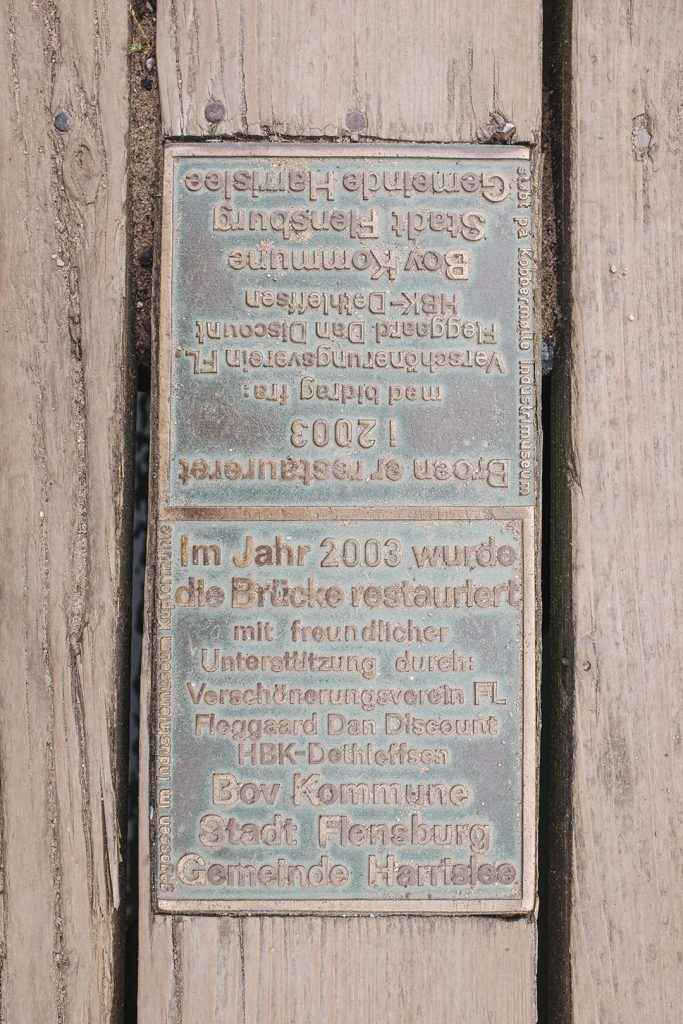 Broen er restaureret
i 2003
med bidrag fra:
Verschönerungsverein FL
Fleggaard Dan Discount
HBK-Dethleffsen
Bov Kommune
Stadt Flensburg
Gemeinde Harrislee
støbt på Kobbermølle Industrimuseum
Im Jahr 2003 wurde
die Brücke restauriert
mit freundlicher
Unterstützung durch:
Verschönerungsverein FL
Fleggaard Dan Discount
HBK-Dethleffsen
Bov Kommune
Stadt Flensburg
Gemeinde Harrislee
gegossen im Industriemuseum Kupfermühle